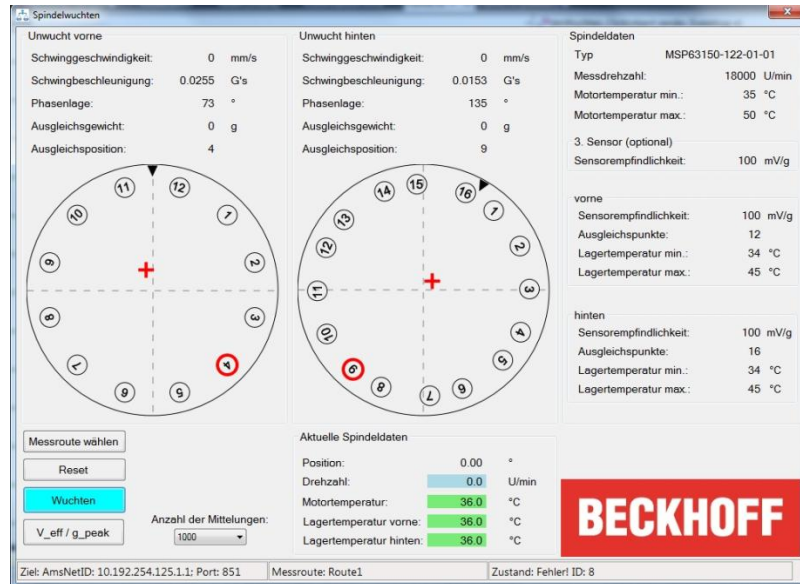 Spindelwuchten
Unwucht vorne
Schwinggeschwindigkeit: 0 mm/s
Schwingbeschleunigung: 0.0255 G's
Phasenlage: 73 °
Ausgleichsgewicht: 0 g
Ausgleichsposition: 4
11 12
10 1
9 2
8 3
7 4
6 5
Unwucht hinten
Schwinggeschwindigkeit: 0 mm/s
Schwingbeschleunigung: 0.0153 G's
Phasenlage: 135 °
Ausgleichsgewicht: 0 g
Ausgleichsposition: 9
14 15 16
13 1
12 2
11 3
10 4
9 5
8 7 6
Spindeldaten
Typ MSP63150-122-01-01
Messdrehzahl: 18000 U/min
Motortemperatur min.: 35 °C
Motortemperatur max.: 50 °C
3. Sensor (optional)
Sensorempfindlichkeit: 100 mV/g
vorne
Sensorempfindlichkeit: 100 mV/g
Ausgleichspunkte: 12
Lagertemperatur min.: 34 °C
Lagertemperatur max.: 45 °C
hinten
Sensorempfindlichkeit: 100 mV/g
Ausgleichspunkte: 16
Lagertemperatur min.: 34 °C
Lagertemperatur max.: 45 °C
Messroute wählen
Reset
Wuchten
V_eff / g_peak
Anzahl der Mittelungen:
1000
Aktuelle Spindeldaten
Position: 0.00 °
Drehzahl: 0.0 U/min
Motortemperatur: 36.0 °C
Lagertemperatur vorne: 36.0 °C
Lagertemperatur hinten: 36.0 °C
BECKHOFF
Ziel: AmsNetID: 10.192.254.125.1.1; Port: 851 Messroute: Route1 Zustand: Fehler! ID: 8